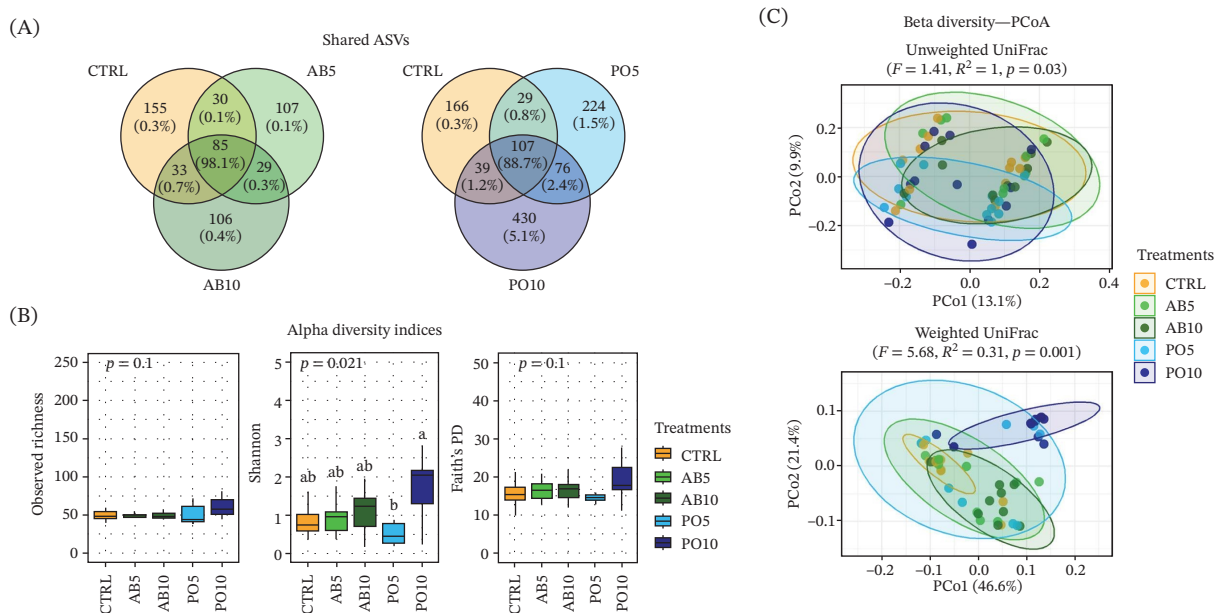 (A)
Shared ASVs
CTRL
AB5
155
(0.3%)
30
(0.1%)
107
(0.1%)
85
(98.1%)
33
(0.7%)
29
(0.3%)
106
(0.4%)
AB10
CTRL
PO5
166
(0.3%)
29
(0.8%)
224
(1.5%)
107
(88.7%)
39
(1.2%)
76
(2.4%)
430
(5.1%)
PO10
(B)
Alpha diversity indices
Observed richness
250
200
150
100
50
0
p = 0.1
CTRL
AB5
AB10
PO5
PO10
Shannon
5
4
3
2
1
0
p = 0.021
ab
ab
ab
b
a
CTRL
AB5
AB10
PO5
PO10
Faith's PD
60
40
20
0
p = 0.1
CTRL
AB5
AB10
PO5
PO10
Treatments
CTRL
AB5
AB10
PO5
PO10
(C)
Beta diversity—PCoA
Unweighted UniFrac
(F = 1.41, R² = 1, p = 0.03)
PCo2 (9.9%)
0.2
0.0
−0.2
−0.2
0.0
0.2
0.4
PCo1 (13.1%)
Weighted UniFrac
(F = 5.68, R² = 0.31, p = 0.001)
PCo2 (21.4%)
0.1
0.0
−0.1
−0.2
−0.1
0.0
0.1
0.2
PCo1 (46.6%)
Treatments
CTRL
AB5
AB10
PO5
PO10